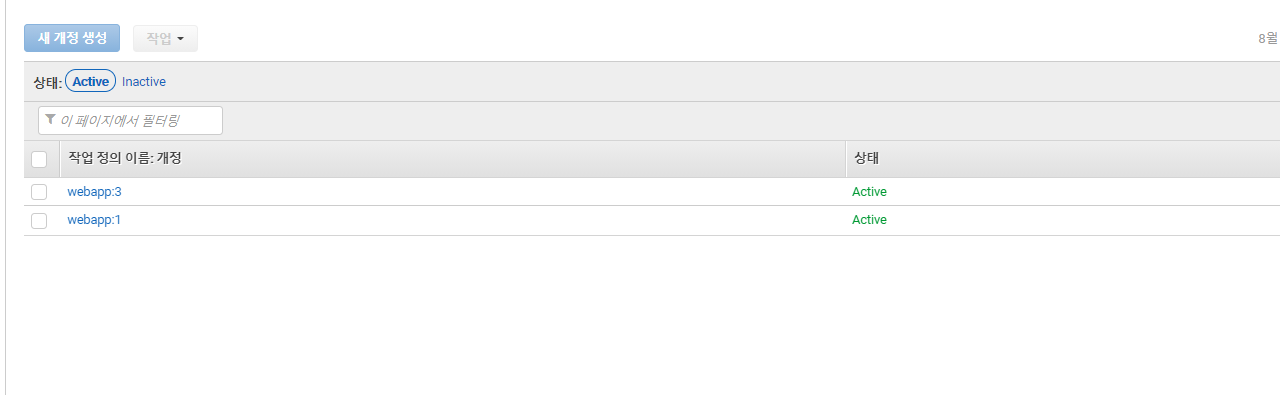 새 개정 생성 작업 8월
상태: Active Inactive
이 페이지에서 필터링
작업 정의 이름: 개정 상태
webapp:3 Active
webapp:1 Active